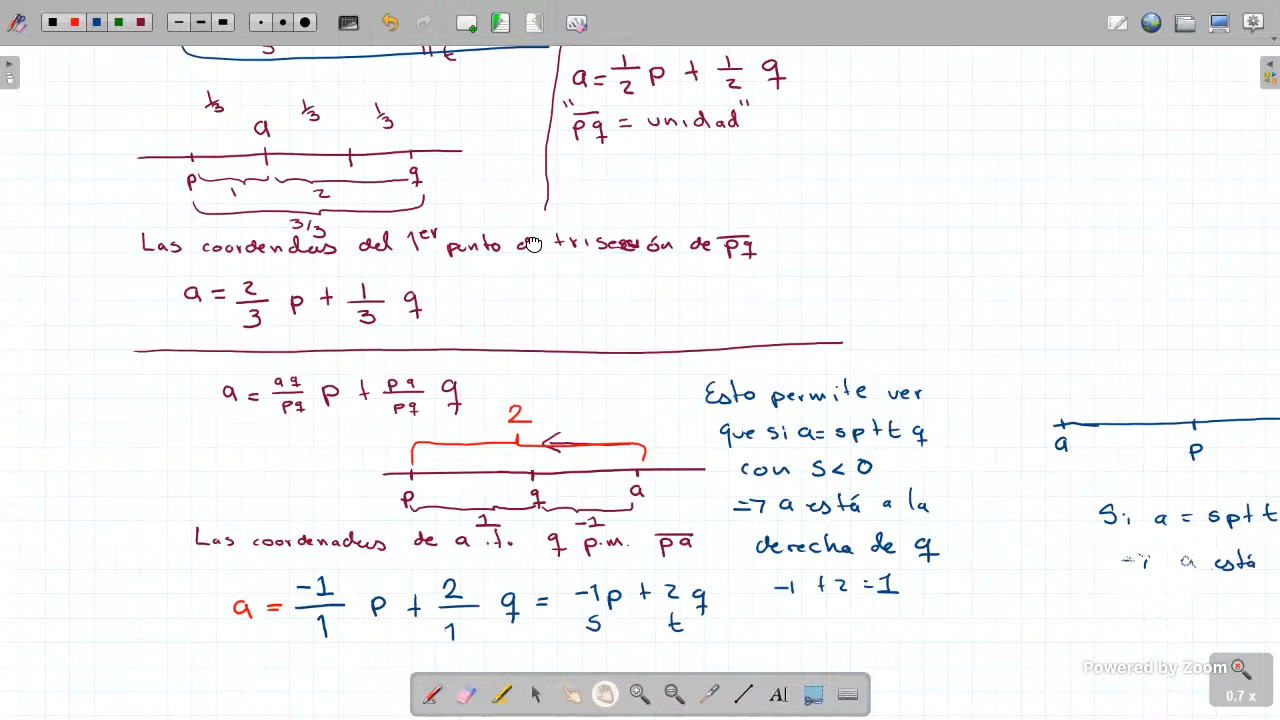 a = 1/2 p + 1/2 q
"pq = unidad"
1/3 1/3 1/3
a
p q
1 2
3/3
Las coordendas del 1er punto de trisección de pq
a = 2/3 p + 1/3 q
a = aq/pq p + pa/pq q
2
p q a
1 -1
Las coordenadas de a .t. q p.m. pa
a = -1/1 p + 2/1 q = -1p + 2q
s t
Esto permite ver
que si a = sp + t q
con s < 0
=> a está a la
derecha de q
-1 + 2 = 1
a p
Si a = sp + t
a está
Powered by Zoom
0.7 x
AI